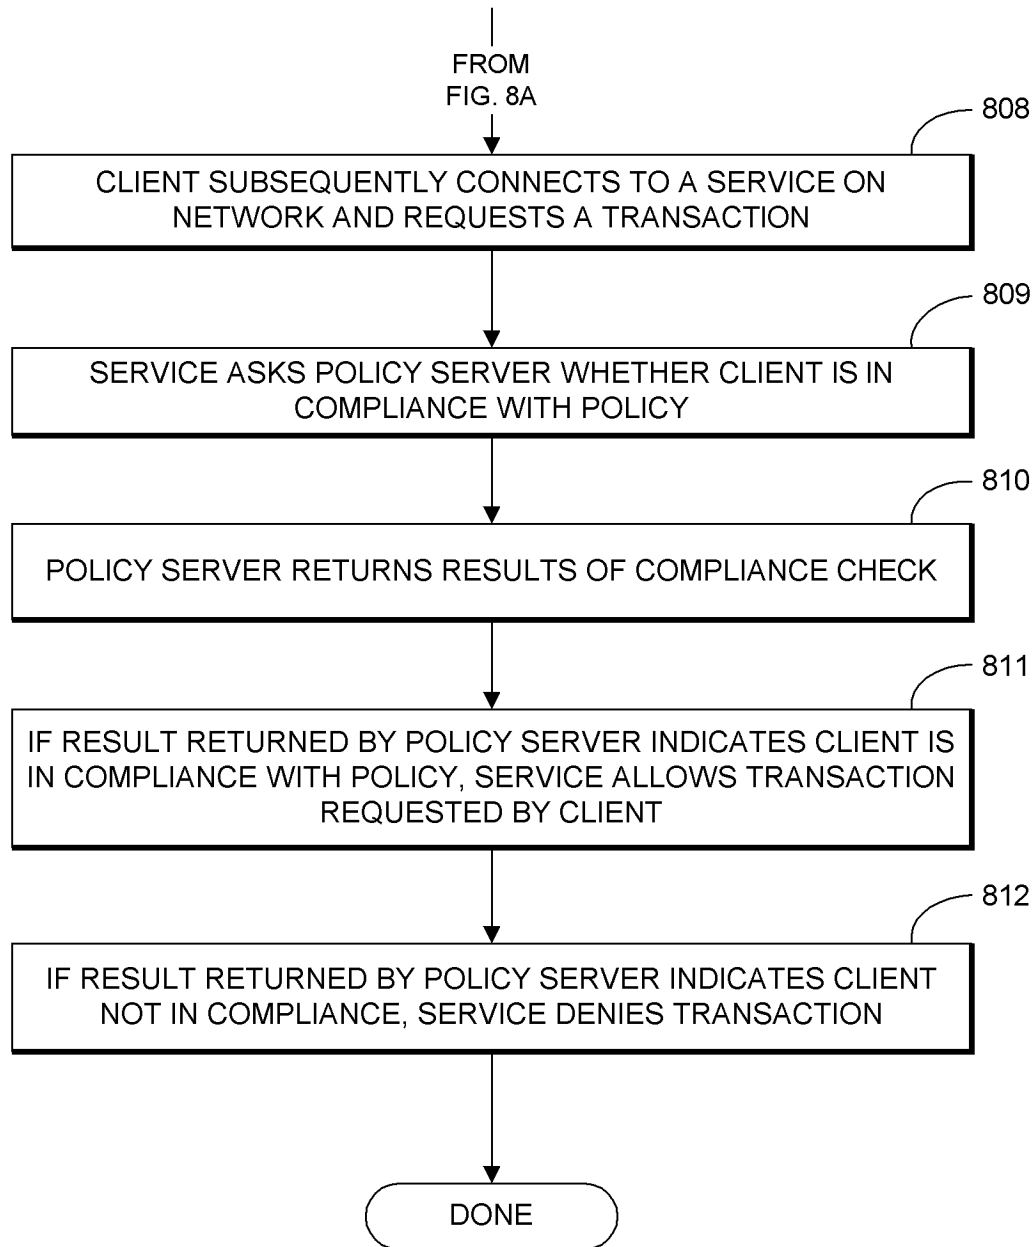 FROM
FIG. 8A
808
CLIENT SUBSEQUENTLY CONNECTS TO A SERVICE ON
NETWORK AND REQUESTS A TRANSACTION
809
SERVICE ASKS POLICY SERVER WHETHER CLIENT IS IN
COMPLIANCE WITH POLICY
810
POLICY SERVER RETURNS RESULTS OF COMPLIANCE CHECK
811
IF RESULT RETURNED BY POLICY SERVER INDICATES CLIENT IS
IN COMPLIANCE WITH POLICY, SERVICE ALLOWS TRANSACTION
REQUESTED BY CLIENT
812
IF RESULT RETURNED BY POLICY SERVER INDICATES CLIENT
NOT IN COMPLIANCE, SERVICE DENIES TRANSACTION
DONE